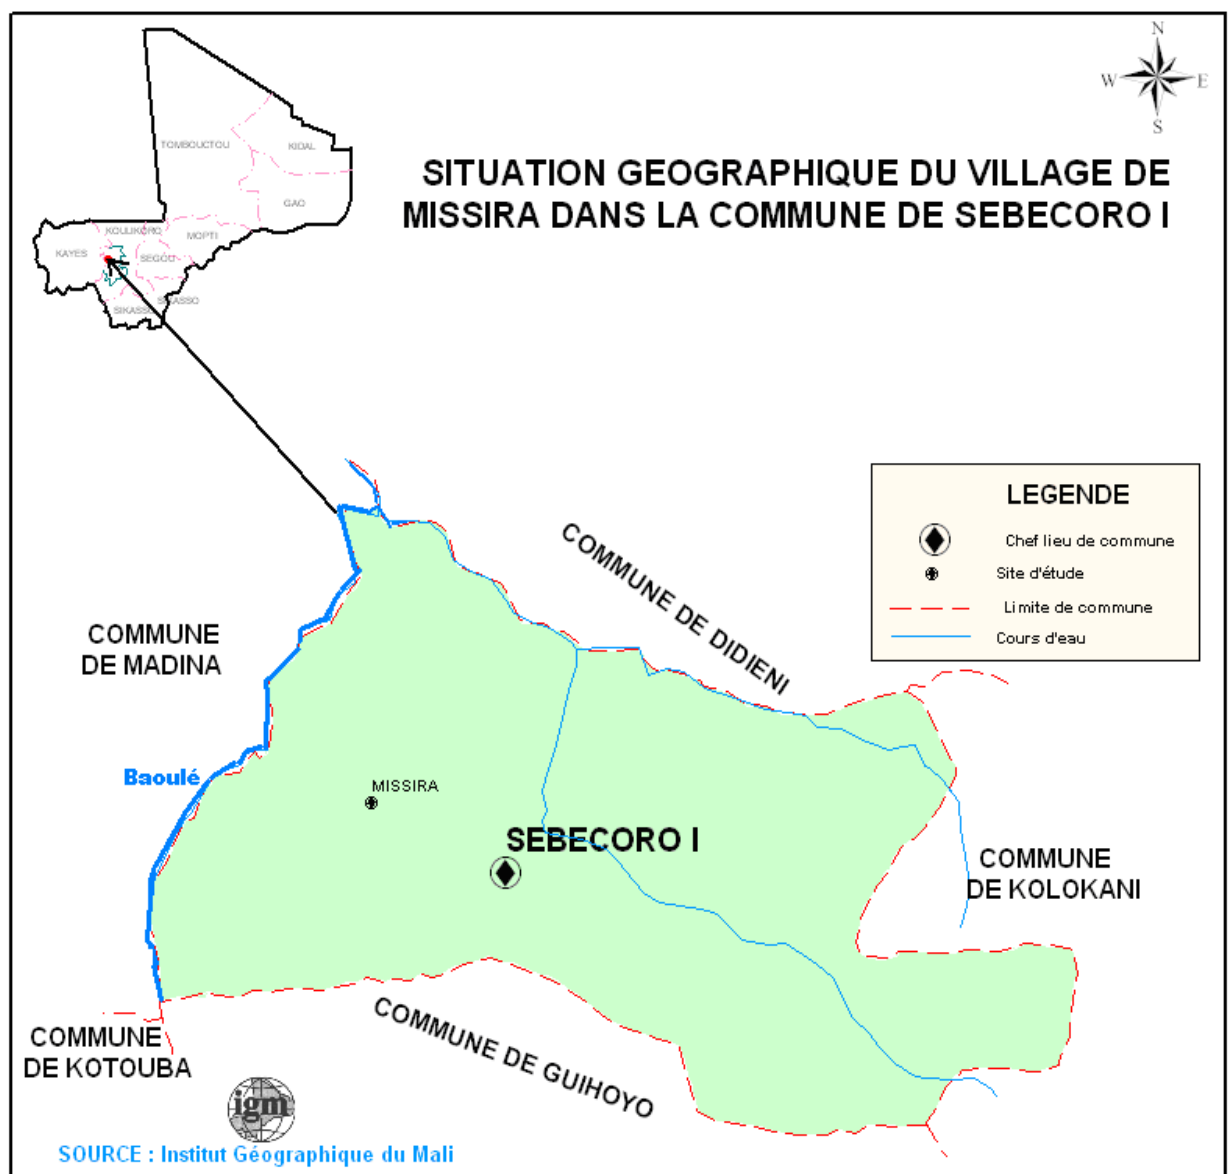 N
W
E
S
SITUATION GEOGRAPHIQUE DU VILLAGE DE
MISSIRA DANS LA COMMUNE DE SEBECORO I
TOMBOUCTOU
KIDAL
GAO
KOULIKORO
MOPTI
KAYES
SEGOU
SIKASSO
SIKASSO
LEGENDE
Chef lieu de commune
Site d'étude
Limite de commune
Cours d'eau
COMMUNE DE DIDIENI
COMMUNE
DE MADINA
Baoulé
MISSIRA
SEBECORO I
COMMUNE
DE KOLOKANI
COMMUNE DE GUIHOYO
COMMUNE
DE KOTOUBA
igm
SOURCE : Institut Géographique du Mali